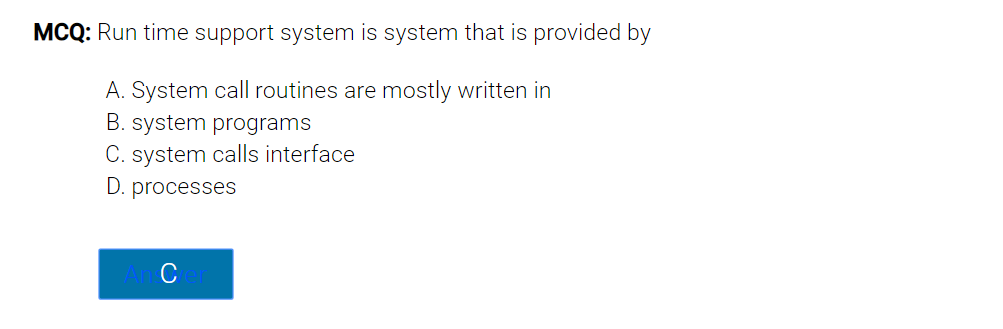 MCQ: Run time support system is system that is provided by
A. System call routines are mostly written in
B. system programs
C. system calls interface
D. processes
Answer
C